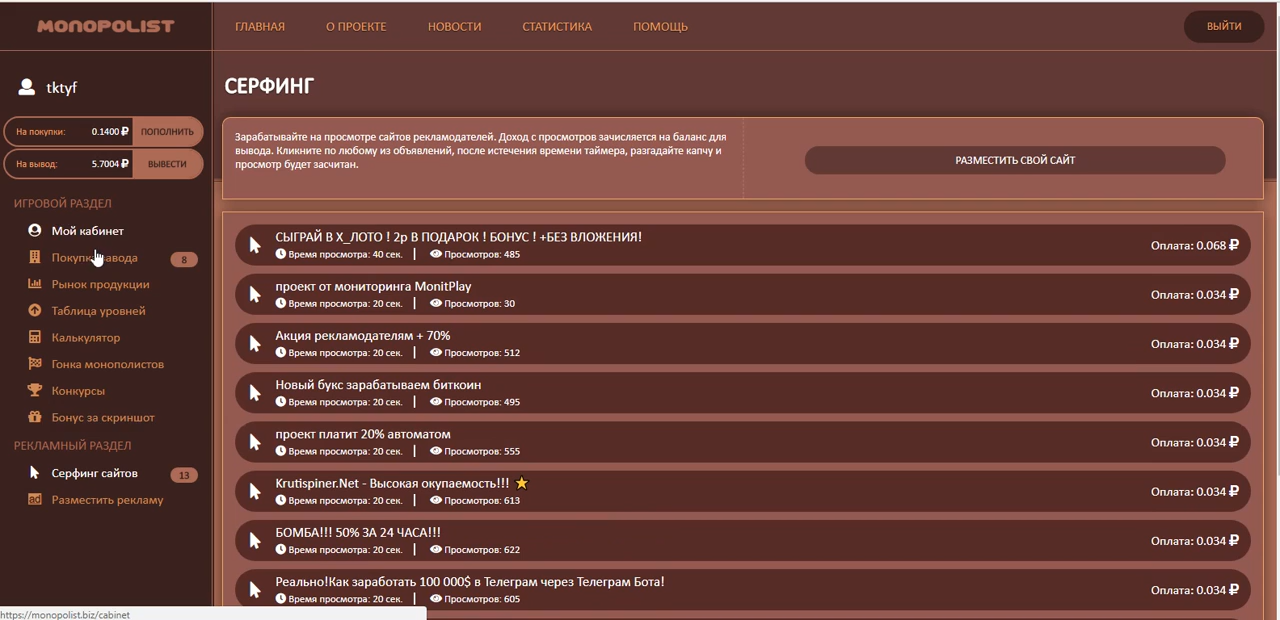 MONOPOLIST
ГЛАВНАЯ
О ПРОЕКТЕ
НОВОСТИ
СТАТИСТИКА
ПОМОЩЬ
ВЫЙТИ
tktyf
На покупки: 0.1400 ₽ ПОПОЛНИТЬ
На вывод: 5.7004 ₽ ВЫВЕСТИ
ИГРОВОЙ РАЗДЕЛ
Мой кабинет
завода 8
Рынок продукции
Таблица уровней
Калькулятор
Гонка монополистов
Конкурсы
Бонус за скриншот
РЕКЛАМНЫЙ РАЗДЕЛ
Серфинг сайтов 13
ad Разместить рекламу
СЕРФИНГ
Зарабатывайте на просмотре сайтов рекламодателей. Доход с просмотров зачисляется на баланс для
вывода. Кликните по любому из объявлений, после истечения времени таймера, разгадайте капчу и
просмотр будет засчитан.
РАЗМЕСТИТЬ СВОЙ САЙТ
СЫГРАЙ В Х_ЛОТО ! 2р В ПОДАРОК ! БОНУС ! +БЕЗ ВЛОЖЕНИЯ!
Время просмотра: 40 сек. | Просмотров: 485
Оплата: 0.068 ₽
проект от мониторинга MonitPlay
Время просмотра: 20 сек. | Просмотров: 30
Оплата: 0.034 ₽
Акция рекламодателям + 70%
Время просмотра: 20 сек. | Просмотров: 512
Оплата: 0.034 ₽
Новый букс зарабатываем биткоин
Время просмотра: 20 сек. | Просмотров: 495
Оплата: 0.034 ₽
проект платит 20% автоматом
Время просмотра: 20 сек. | Просмотров: 555
Оплата: 0.034 ₽
Krutispiner.Net - Высокая окупаемость!!!
Время просмотра: 20 сек. | Просмотров: 613
Оплата: 0.034 ₽
БОМБА!!! 50% ЗА 24 ЧАСА!!!
Время просмотра: 20 сек. | Просмотров: 622
Оплата: 0.034 ₽
Реально!Как заработать 100 000$ в Телеграм через Телеграм Бота!
Время просмотра: 20 сек. | Просмотров: 605
Оплата: 0.034 ₽
https://monopolist.biz/cabinet